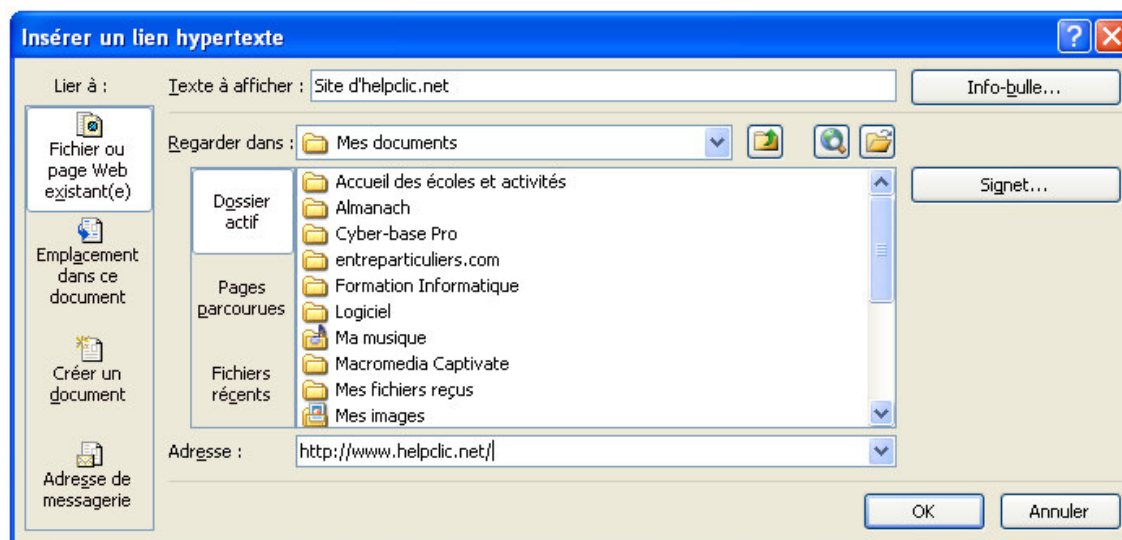 Insérer un lien hypertexte
Lier à :
Texte à afficher :
Site d'helpclic.net
Info-bulle...
Fichier ou
page Web
existant(e)
Regarder dans :
Mes documents
Signet...
Dossier
actif
Accueil des écoles et activités
Almanach
Cyber-base Pro
entreparticuliers.com
Formation Informatique
Logiciel
Ma musique
Macromedia Captivate
Mes fichiers reçus
Mes images
Emplacement
dans ce
document
Pages
parcourues
Créer un
document
Fichiers
récents
Adresse de
messagerie
Adresse :
http://www.helpclic.net/
OK
Annuler